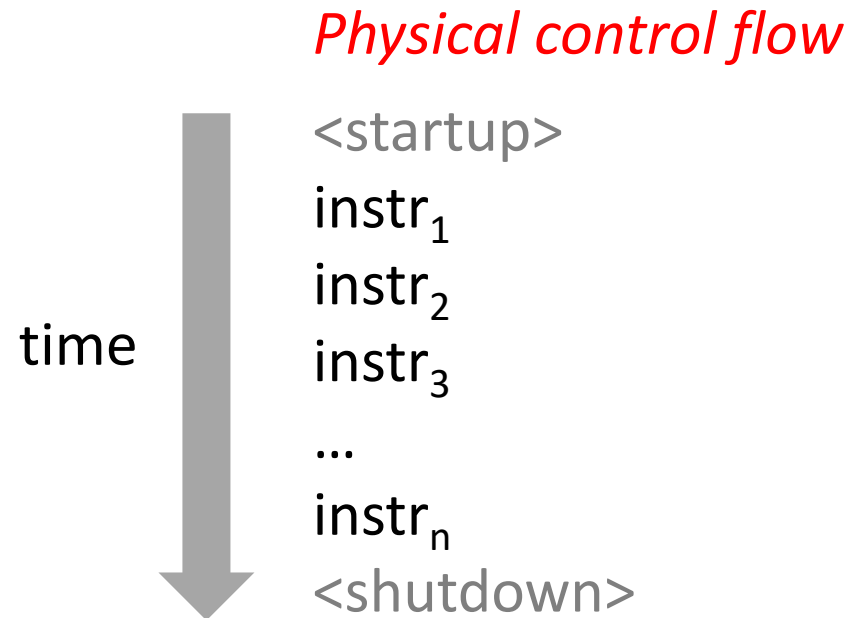 Physical control flow
<startup>
instr₁
instr₂
time
instr₃
...
instrₙ
<shutdown>